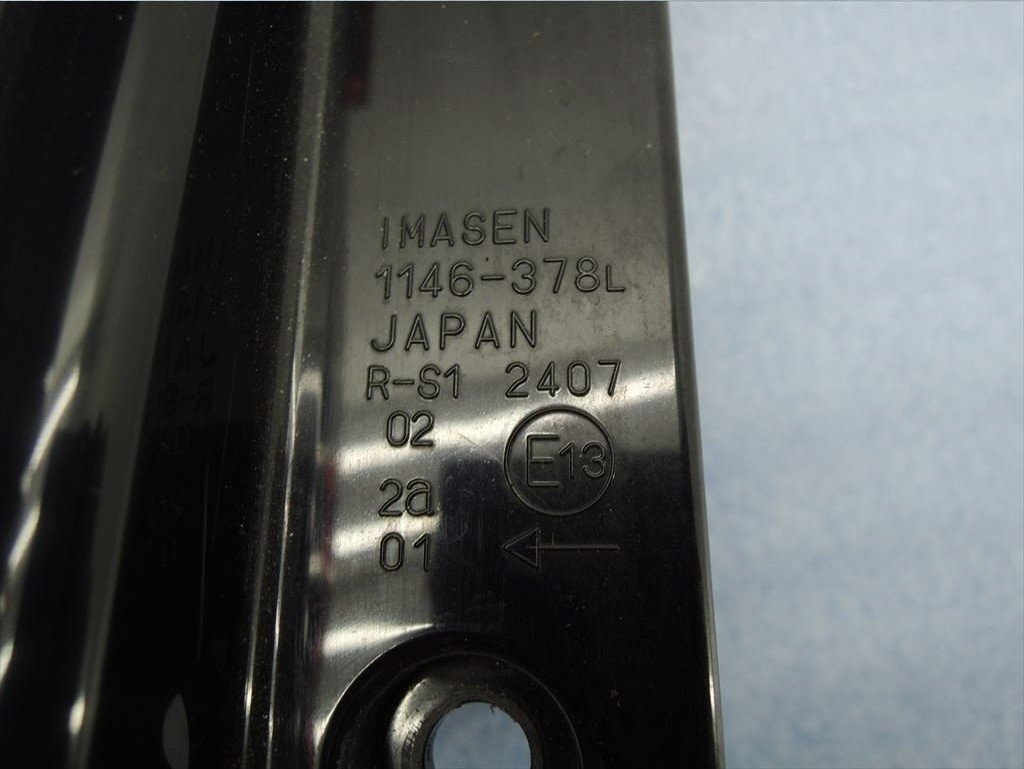 IMASEN
1146-378L
JAPAN
R-S1 2407
02
E13
2a
01